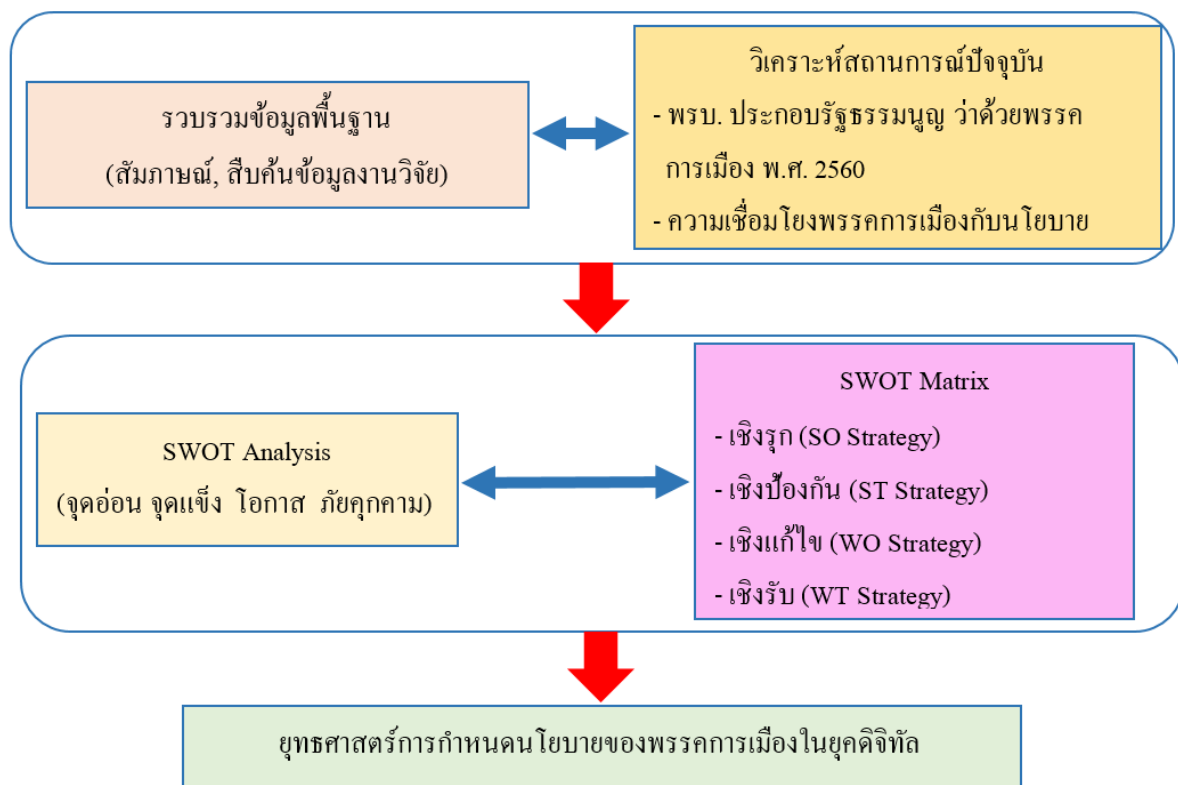 รวบรวมข้อมูลพื้นฐาน
(สัมภาษณ์, สืบค้นข้อมูลงานวิจัย)
วิเคราะห์สถานการณ์ปัจจุบัน
- พรบ. ประกอบรัฐธรรมนูญ ว่าด้วยพรรค
การเมือง พ.ศ. 2560
- ความเชื่อมโยงพรรคการเมืองกับนโยบาย
SWOT Analysis
(จุดอ่อน จุดแข็ง โอกาส ภัยคุกคาม)
SWOT Matrix
- เชิงรุก (SO Strategy)
- เชิงป้องกัน (ST Strategy)
- เชิงแก้ไข (WO Strategy)
- เชิงรับ (WT Strategy)
ยุทธศาสตร์การกำหนดนโยบายของพรรคการเมืองในยุคดิจิทัล